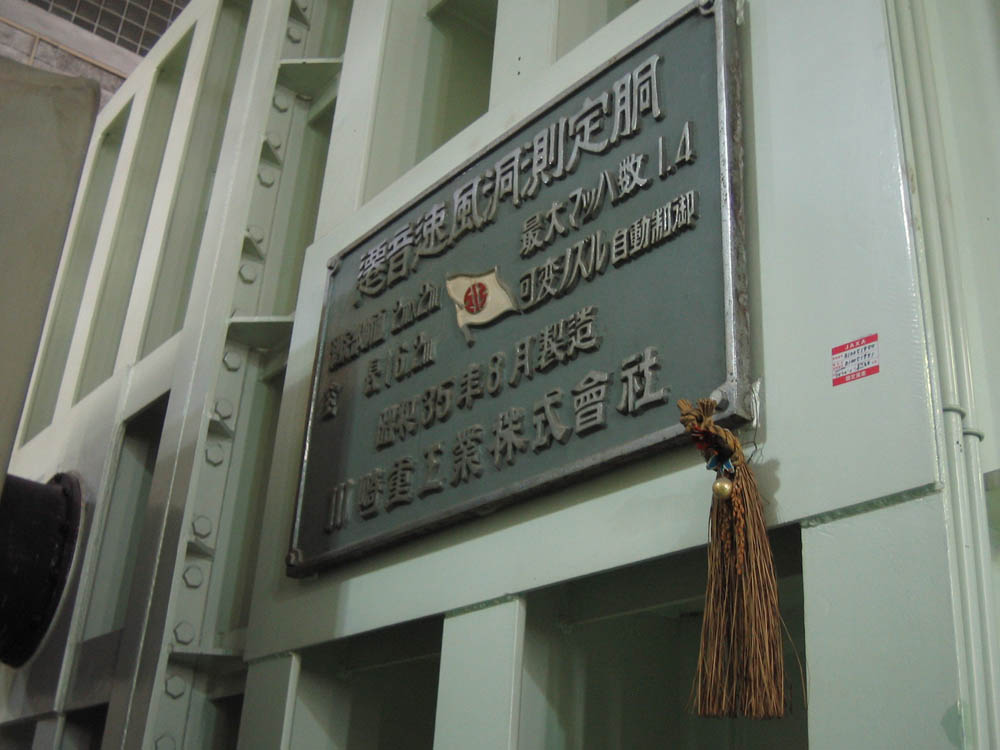 遷音速風洞測定胴
最大マッハ数 1.4
可変ノズル自動制御
2m×2m
長
昭和35年8月製造
川崎重工業株式會社
JAXA